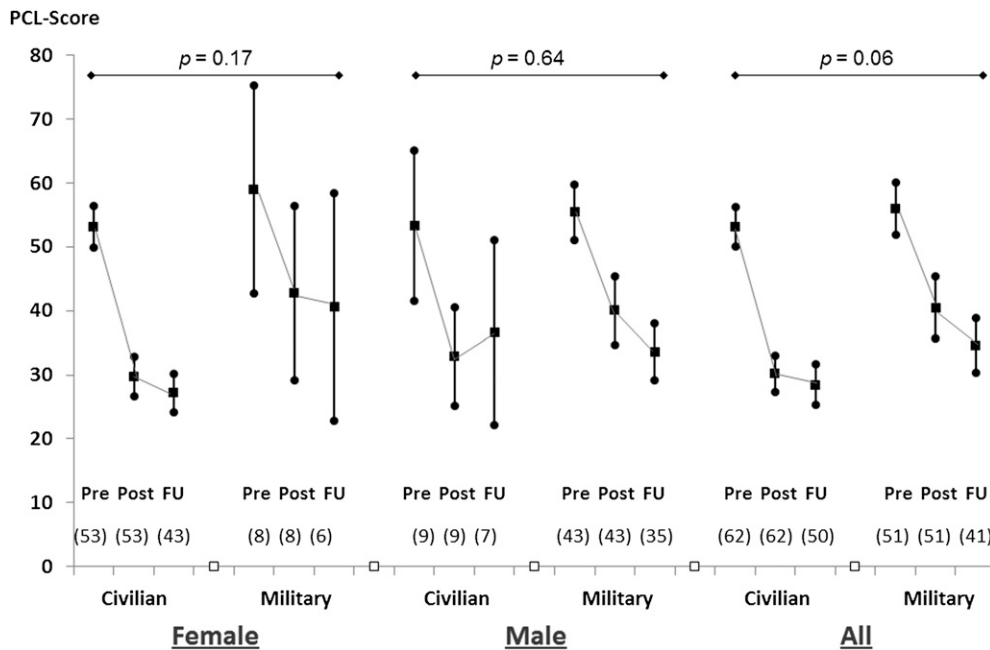 PCL-Score
80
p = 0.17
p = 0.64
p = 0.06
70
60
50
40
30
20
10
0
Pre Post FU Pre Post FU Pre Post FU Pre Post FU Pre Post FU Pre Post FU
(53) (53) (43) (8) (8) (6) (9) (9) (7) (43) (43) (35) (62) (62) (50) (51) (51) (41)
Civilian Military Civilian Military Civilian Military
Female Male All